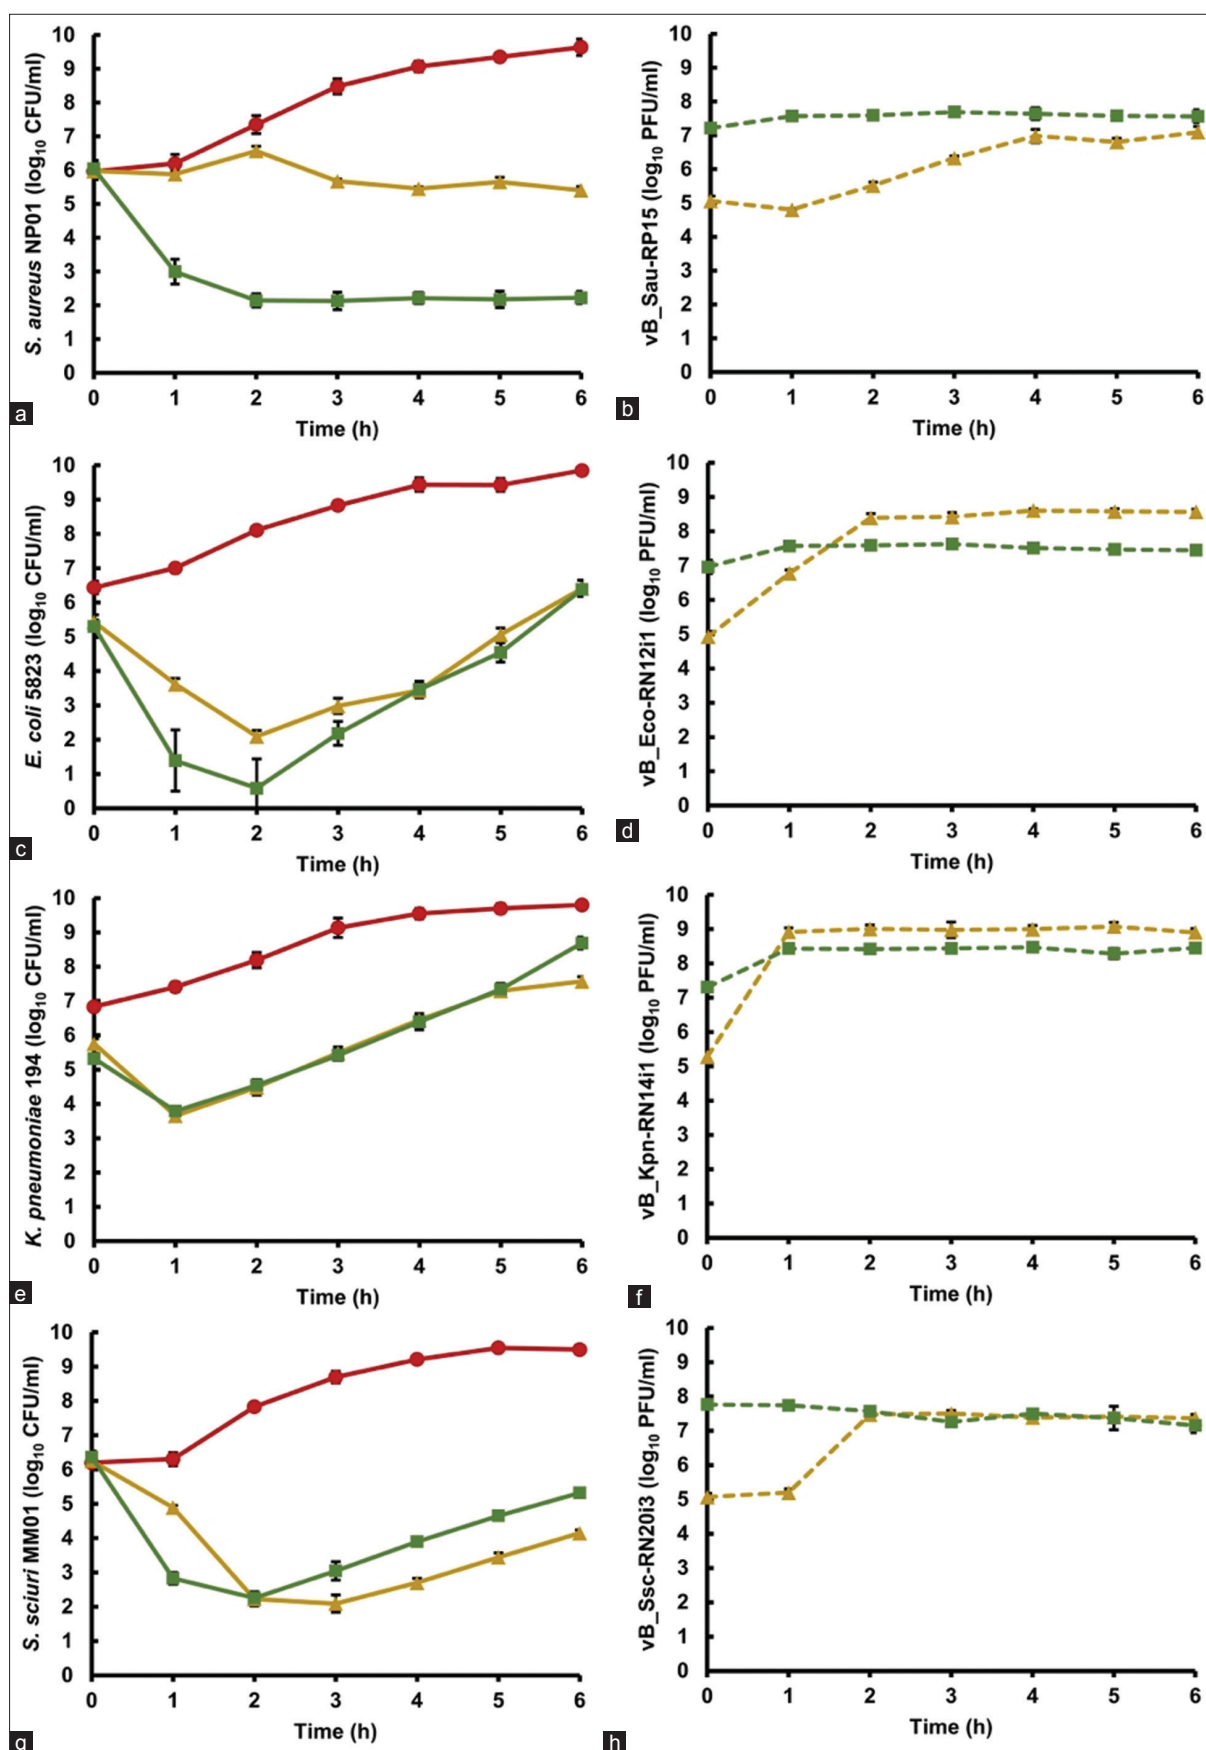 10
9
8
7
6
5
4
3
2
1
0
S. aureus NP01 (log10 CFU/ml)
0 1 2 3 4 5 6
Time (h)
a
10
9
8
7
6
5
4
3
2
1
0
vB_Sau-RP15 (log10 PFU/ml)
0 1 2 3 4 5 6
Time (h)
b
10
9
8
7
6
5
4
3
2
1
0
E. coli 5823 (log10 CFU/ml)
0 1 2 3 4 5 6
Time (h)
c
10
9
8
7
6
5
4
3
2
1
0
vB_Eco-RN12i1 (log10 PFU/ml)
0 1 2 3 4 5 6
Time (h)
d
10
9
8
7
6
5
4
3
2
1
0
K. pneumoniae 194 (log10 CFU/ml)
0 1 2 3 4 5 6
Time (h)
e
10
9
8
7
6
5
4
3
2
1
0
vB_Kpn-RN14i1 (log10 PFU/ml)
0 1 2 3 4 5 6
Time (h)
f
10
9
8
7
6
5
4
3
2
1
0
S. sciuri MM01 (log10 CFU/ml)
0 1 2 3 4 5 6
Time (h)
g
10
9
8
7
6
5
4
3
2
1
0
vB_Ssc-RN20i3 (log10 PFU/ml)
0 1 2 3 4 5 6
Time (h)
h